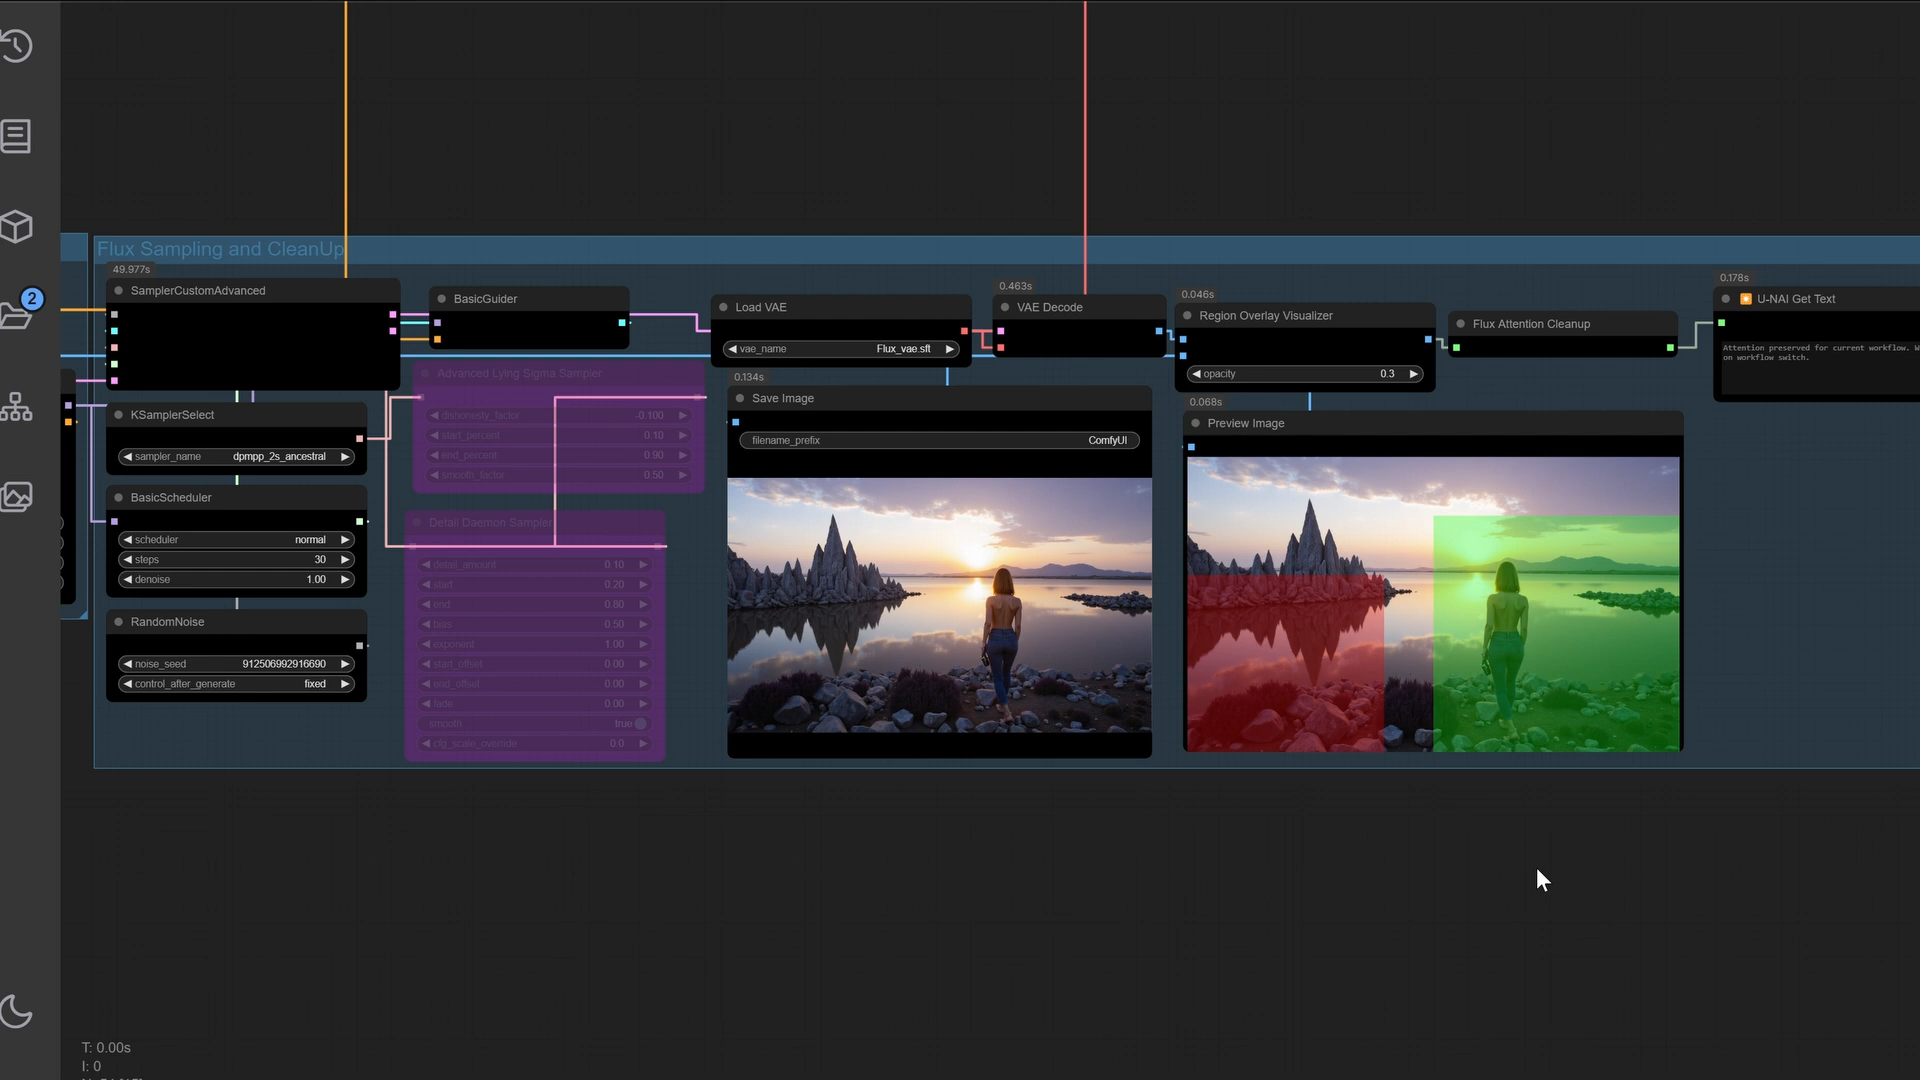 2
Flux Sampling and CleanUp
49.977s
SamplerCustomAdvanced
KSamplerSelect
sampler_name dpmpp_2s_ancestral
BasicScheduler
scheduler normal
steps 30
denoise 1.00
RandomNoise
noise_seed 912506992916690
control_after_generate fixed
BasicGuider
Advanced Lying Sigma Sampler
dishonesty_factor -0.100
start_percent 0.10
end_percent 0.90
smooth_factor 0.50
Detail Daemon Sampler
detail_amount 0.10
start 0.20
end 0.80
bias 0.50
exponent 1.00
start_offset 0.00
end_offset 0.00
fade 0.00
smooth true
cfg_scale_override 0.0
Load VAE
vae_name Flux_vae.sft
0.463s
VAE Decode
0.134s
Save Image
filename_prefix ComfyUI
0.046s
Region Overlay Visualizer
opacity 0.3
0.068s
Preview Image
Flux Attention Cleanup
0.178s
U-NAI Get Text
Attention preserved for current workflow. W
on workflow switch.
T: 0.00s
I: 0